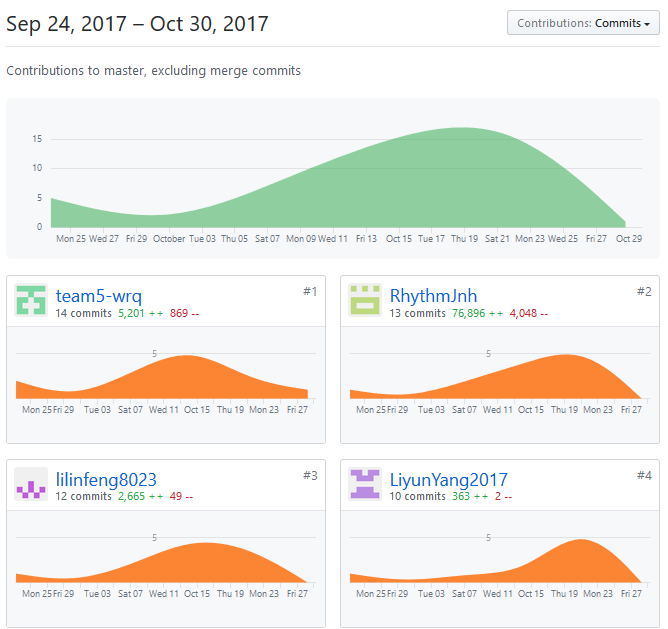 Sep 24, 2017 – Oct 30, 2017
Contributions: Commits
Contributions to master, excluding merge commits
15
10
5
0
Mon 25 Wed 27 Fri 29 October Tue 03 Thu 05 Sat 07 Mon 09 Wed 11 Fri 13 Oct 15 Tue 17 Thu 19 Sat 21 Mon 23 Wed 25 Fri 27 Oct 29
team5-wrq #1
14 commits 5,201 ++ 869 --
5
Mon 25 Fri 29 Tue 03 Sat 07 Wed 11 Oct 15 Thu 19 Mon 23 Fri 27
RhythmJnh #2
13 commits 76,896 ++ 4,048 --
5
Mon 25 Fri 29 Tue 03 Sat 07 Wed 11 Oct 15 Thu 19 Mon 23 Fri 27
lilinfeng8023 #3
12 commits 2,665 ++ 49 --
5
Mon 25 Fri 29 Tue 03 Sat 07 Wed 11 Oct 15 Thu 19 Mon 23 Fri 27
LiyunYang2017 #4
10 commits 363 ++ 2 --
5
Mon 25 Fri 29 Tue 03 Sat 07 Wed 11 Oct 15 Thu 19 Mon 23 Fri 27